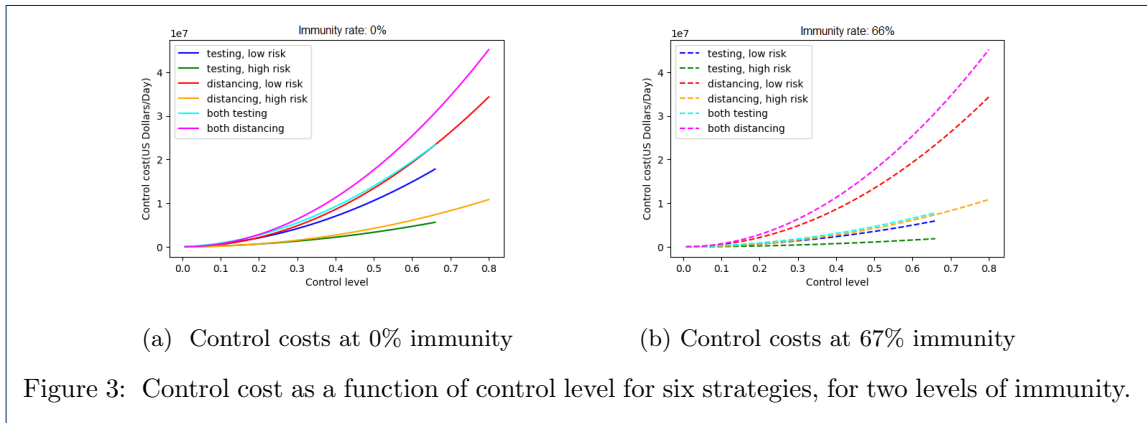 Immunity rate: 0%
1e7
testing, low risk
testing, high risk
distancing, low risk
distancing, high risk
both testing
both distancing
Control cost(US Dollars/Day)
4
3
2
1
0
0.0 0.1 0.2 0.3 0.4 0.5 0.6 0.7 0.8
Control level
(a) Control costs at 0% immunity
Immunity rate: 66%
1e7
testing, low risk
testing, high risk
distancing, low risk
distancing, high risk
both testing
both distancing
Control cost(US Dollars/Day)
4
3
2
1
0
0.0 0.1 0.2 0.3 0.4 0.5 0.6 0.7 0.8
Control level
(b) Control costs at 67% immunity
Figure 3: Control cost as a function of control level for six strategies, for two levels of immunity.